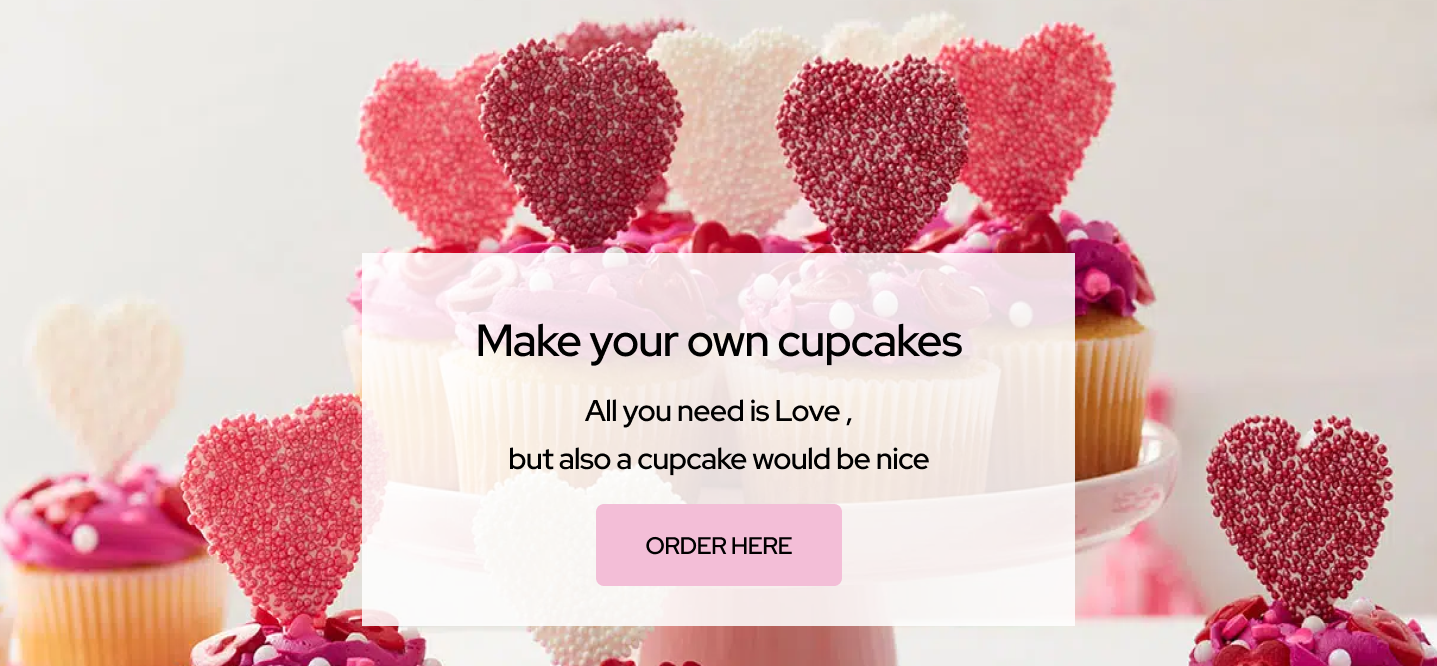 Make your own cupcakes
All you need is Love ,
but also a cupcake would be nice
ORDER HERE